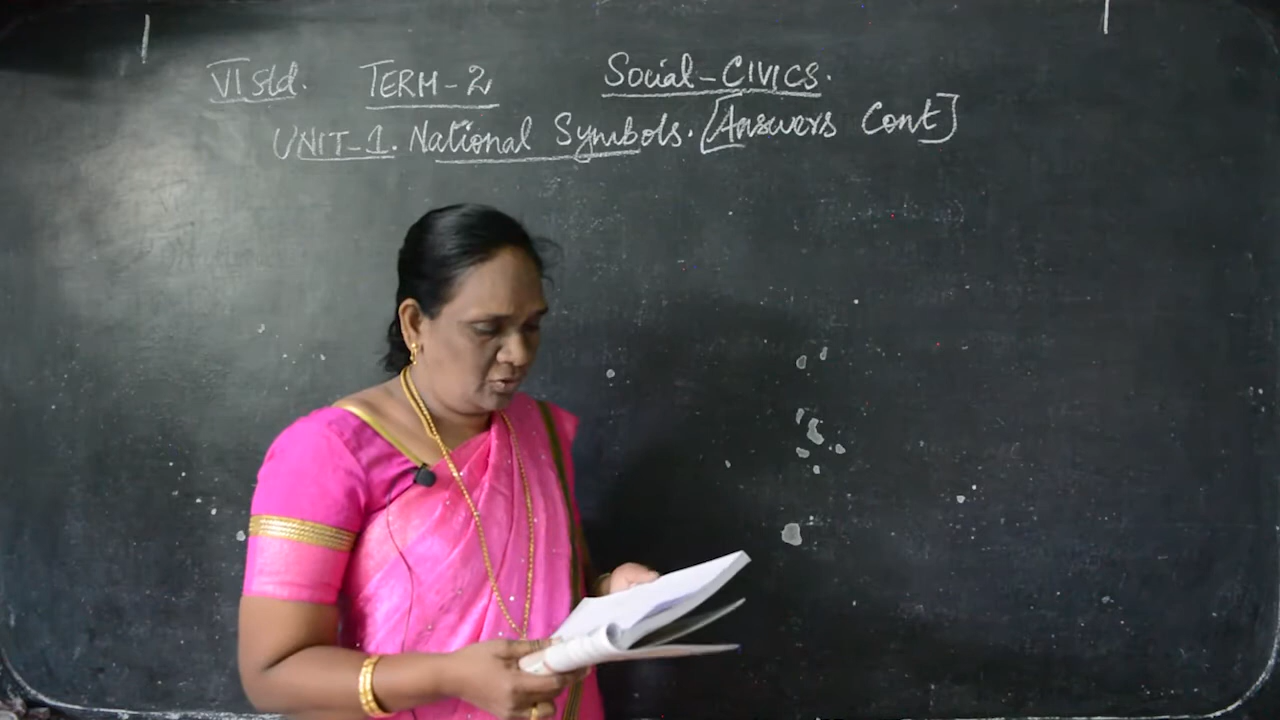 VI std. TERM-2 Social-CIVICS.
UNIT-1. National Symbols. [Answers Cont]